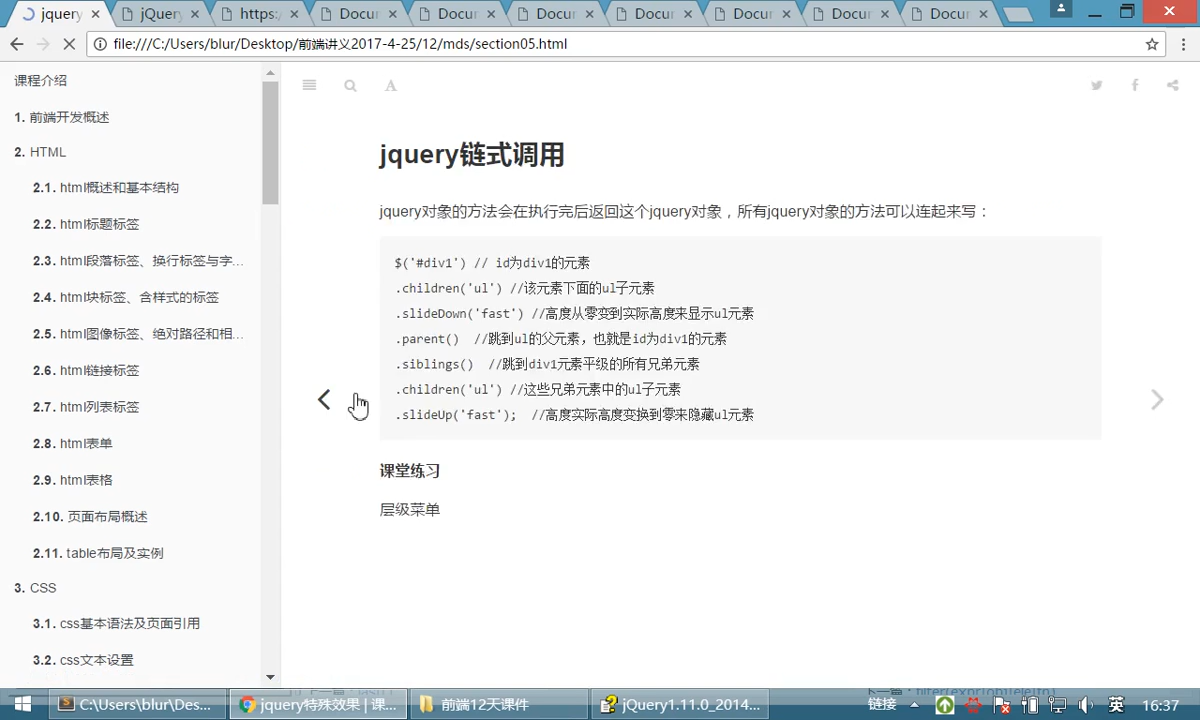 jquery
jQuery
https:/
Docum
Docum
Docum
Docum
Docum
Docum
Docum
file:///C:/Users/blur/Desktop/前端讲义2017-4-25/12/mds/section05.html
课程介绍
1. 前端开发概述
2. HTML
2.1. html概述和基本结构
2.2. html标题标签
2.3. html段落标签、换行标签与字...
2.4. html块标签、含样式的标签
2.5. html图像标签、绝对路径和相...
2.6. html链接标签
2.7. html列表标签
2.8. html表单
2.9. html表格
2.10. 页面布局概述
2.11. table布局及实例
3. CSS
3.1. css基本语法及页面引用
3.2. css文本设置
A
jquery链式调用
jquery对象的方法会在执行完后返回这个jquery对象，所有jquery对象的方法可以连起来写：
$('#div1') // id为div1的元素
.children('ul') //该元素下面的ul子元素
.slideDown('fast') //高度从零变到实际高度来显示ul元素
.parent()  //跳到ul的父元素，也就是id为div1的元素
.siblings()  //跳到div1元素平级的所有兄弟元素
.children('ul') //这些兄弟元素中的ul子元素
.slideUp('fast');  //高度实际高度变换到零来隐藏ul元素
课堂练习
层级菜单
C:\Users\blur\Des...
jquery特殊效果 | 课...
前端12天课件
jQuery1.11.0_2014...
链接
英
16:37